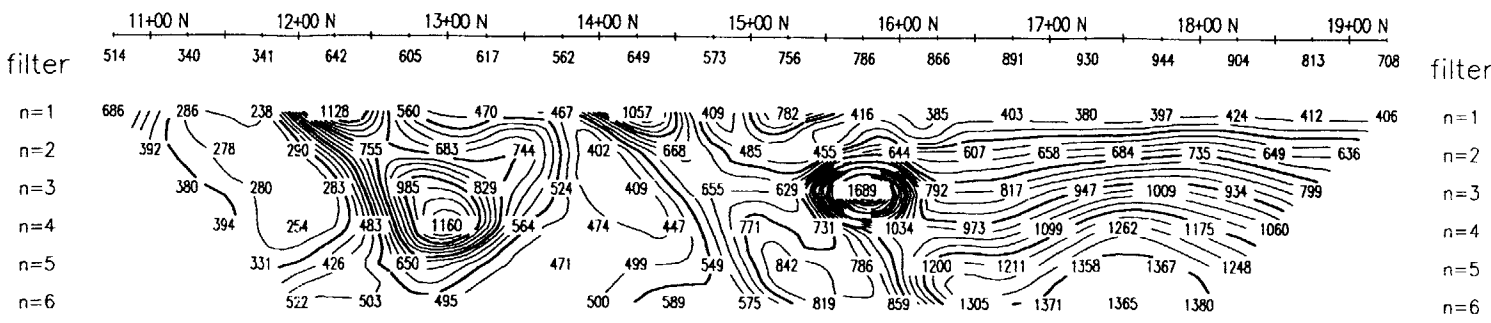 11+00 N 12+00 N 13+00 N 14+00 N 15+00 N 16+00 N 17+00 N 18+00 N 19+00 N
filter 514 340 341 642 605 617 562 649 573 756 786 866 891 930 944 904 813 708 filter
n=1 686 286 238 1128 560 470 467 1057 409 782 416 385 403 380 397 424 412 406 n=1
n=2 392 278 290 755 683 744 402 668 485 455 644 607 658 684 735 649 636 n=2
n=3 380 280 283 985 829 524 409 655 629 1689 792 817 947 1009 934 799 n=3
n=4 394 254 483 1160 564 474 447 771 731 1034 973 1099 1262 1175 1060 n=4
n=5 331 426 650 471 499 549 842 786 1200 1211 1358 1367 1248 n=5
n=6 522 503 495 500 589 575 819 859 1305 1371 1365 1380 n=6